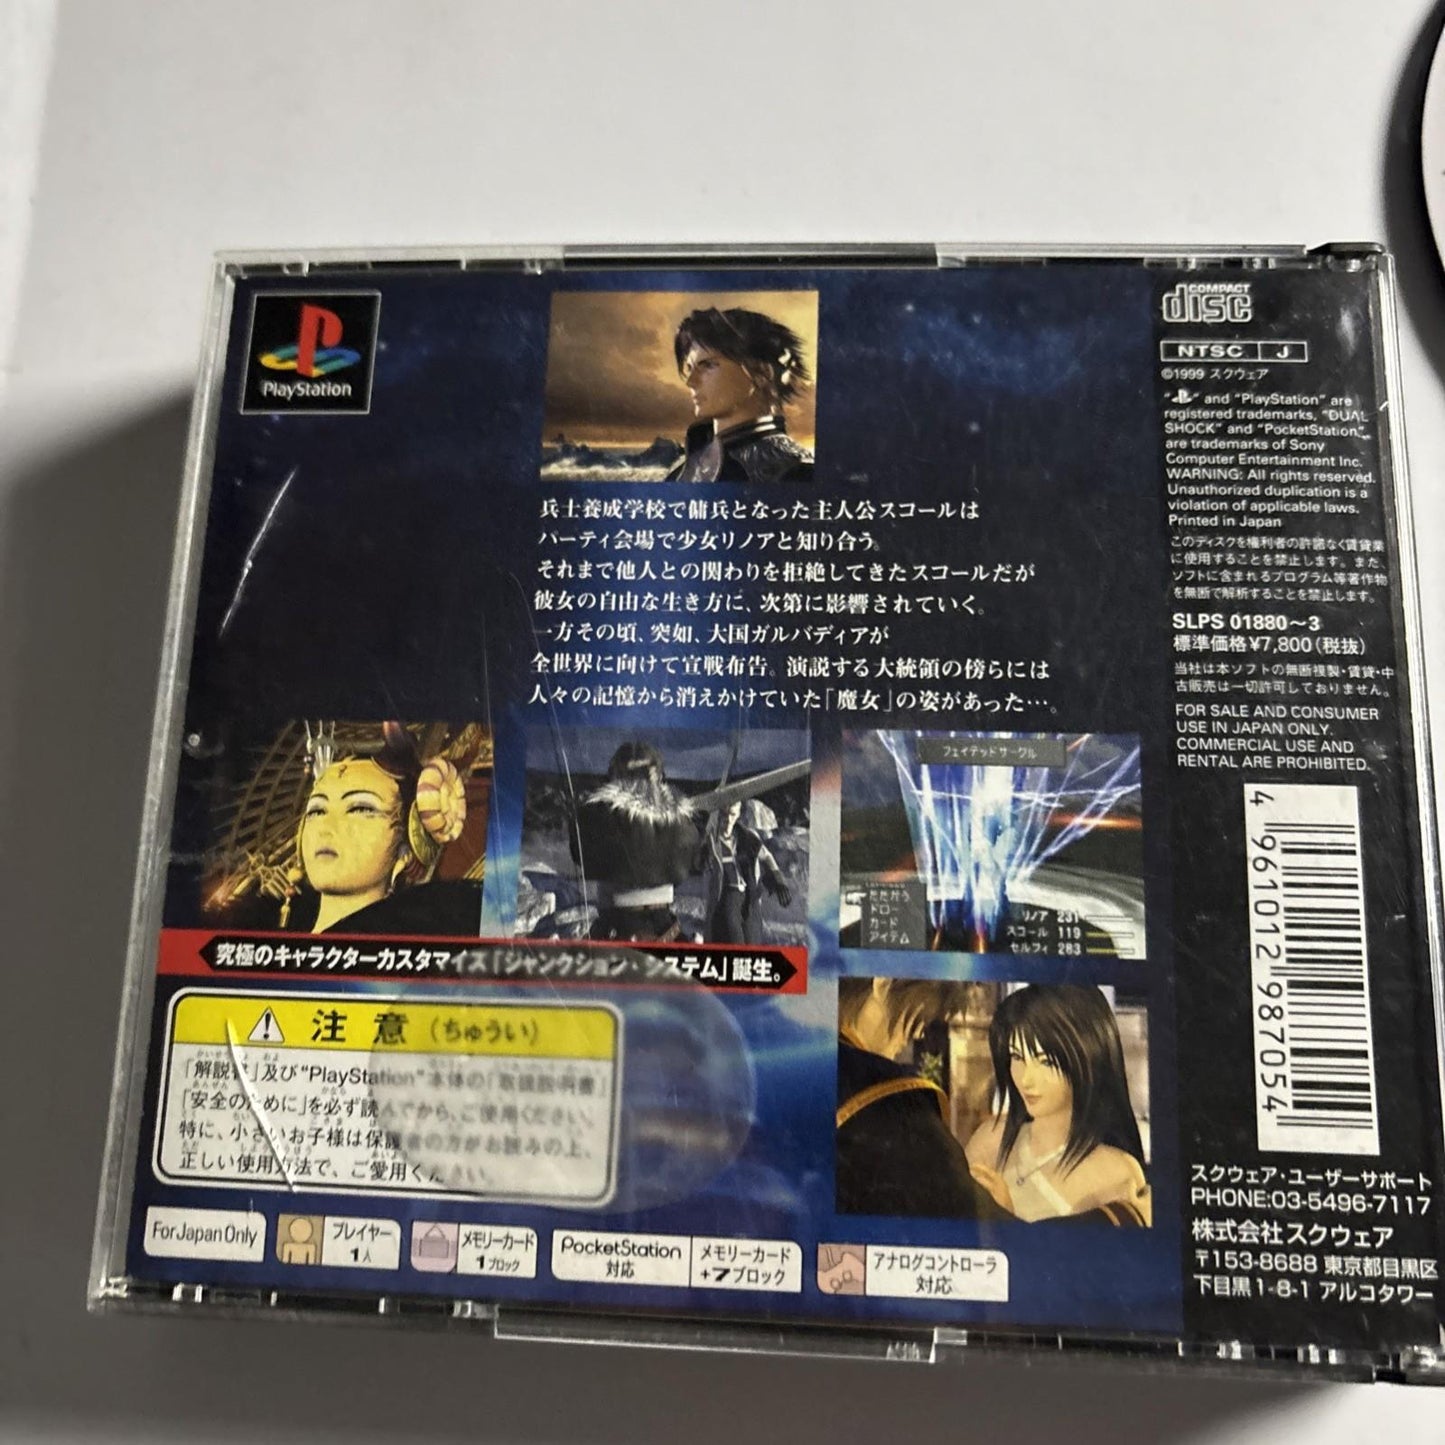 PlayStation
兵士養成学校で傭兵となった主人公スコールは
パーティ会場で少女リノアと知り合う。
それまで他人との関わりを拒絶してきたスコールだが
彼女の自由な生き方に、次第に影響されていく。
一方その頃、突如、大国ガルバディアが
全世界に向けて宣戦布告。演説する大統領の傍らには
人々の記憶から消えかけていた「魔女」の姿があった…。
フェイテッドサークル
たたかう
ドロー
カード
アイテム
リノア 231
スコール 119
セルフィ 283
究極のキャラクターカスタマイズ「ジャンクション・システム」誕生。
注意(ちゅうい)
「解説書」及び"PlayStation"本体の「取扱説明書」
「安全のために」を必ず読んでから、ご使用ください。
特に、小さいお子様は保護者の方がお読みの上、
正しい使用方法で、ご愛用ください。
For Japan Only
プレイヤー
1人
メモリーカード
1ブロック
PocketStation
対応
メモリーカード
+7ブロック
アナログコントローラ
対応
COMPACT
disc
NTSC J
©1999 スクウェア
" " and "PlayStation" are
registered trademarks, "DUAL
SHOCK" and "PocketStation"
are trademarks of Sony
Computer Entertainment Inc.
WARNING: All rights reserved.
Unauthorized duplication is a
violation of applicable laws.
Printed in Japan
このディスクを権利者の許諾なく賃貸業
に使用することを禁止します。また、
ソフトに含まれるプログラム等著作物
を無断で解析することを禁止します。
SLPS 01880~3
標準価格¥7,800(税抜)
当社は本ソフトの無断複製・賃貸・中
古販売は一切許可しておりません。
FOR SALE AND CONSUMER
USE IN JAPAN ONLY.
COMMERCIAL USE AND
RENTAL ARE PROHIBITED.
4 961012 987054
スクウェア・ユーザーサポート
PHONE:03-5496-7117
株式会社スクウェア
〒153-8688 東京都目黒区
下目黒1-8-1 アルコタワー